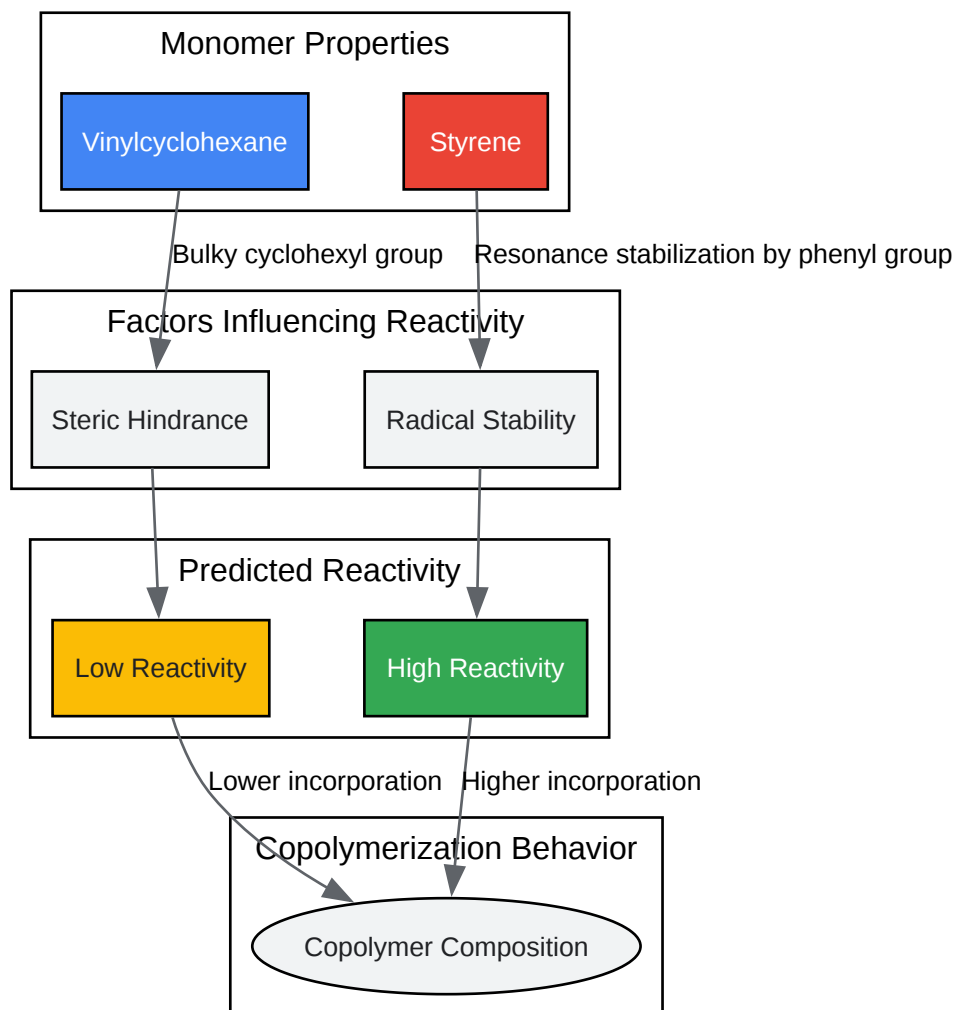 Monomer Properties
Vinylcyclohexane
Styrene
Bulky cyclohexyl group
Resonance stabilization by phenyl group
Factors Influencing Reactivity
Steric Hindrance
Radical Stability
Predicted Reactivity
Low Reactivity
High Reactivity
Lower incorporation
Higher incorporation
Copolymerization Behavior
Copolymer Composition